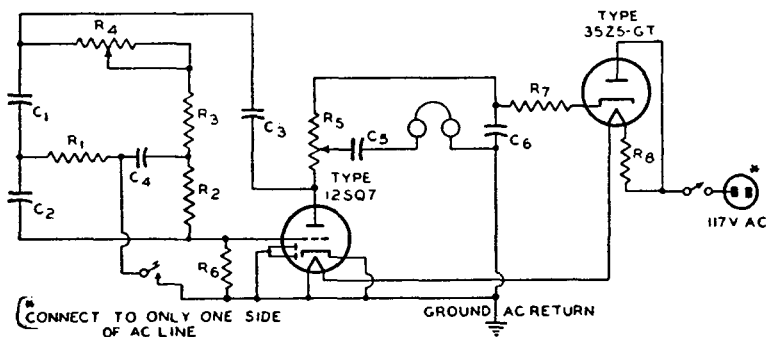 TYPE
35Z5-GT
R4
R3
C1
C3
R5
R7
C5
C6
R1
C4
R8
C2
R2
TYPE
12SQ7
*
117V AC
R6
(*CONNECT TO ONLY ONE SIDE
OF AC LINE
GROUND AC RETURN